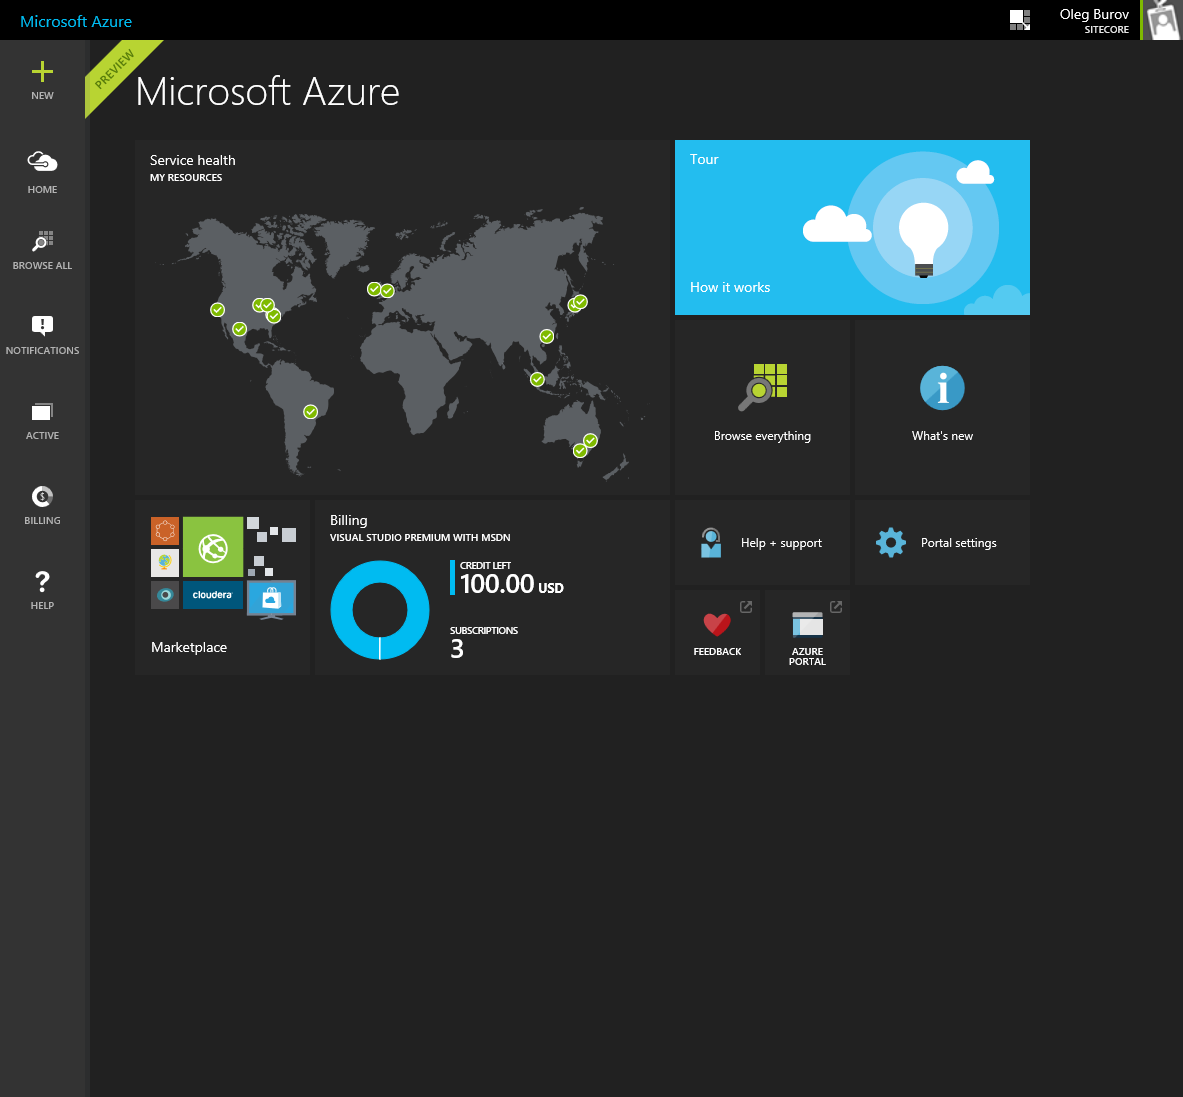 Microsoft Azure
Oleg Burov
SITECORE
PREVIEW
NEW
HOME
BROWSE ALL
NOTIFICATIONS
ACTIVE
BILLING
HELP
Microsoft Azure
Service health
MY RESOURCES
Tour
How it works
Browse everything
What's new
cloudera
Marketplace
Billing
VISUAL STUDIO PREMIUM WITH MSDN
CREDIT LEFT
100.00 USD
SUBSCRIPTIONS
3
Help + support
Portal settings
FEEDBACK
AZURE
PORTAL